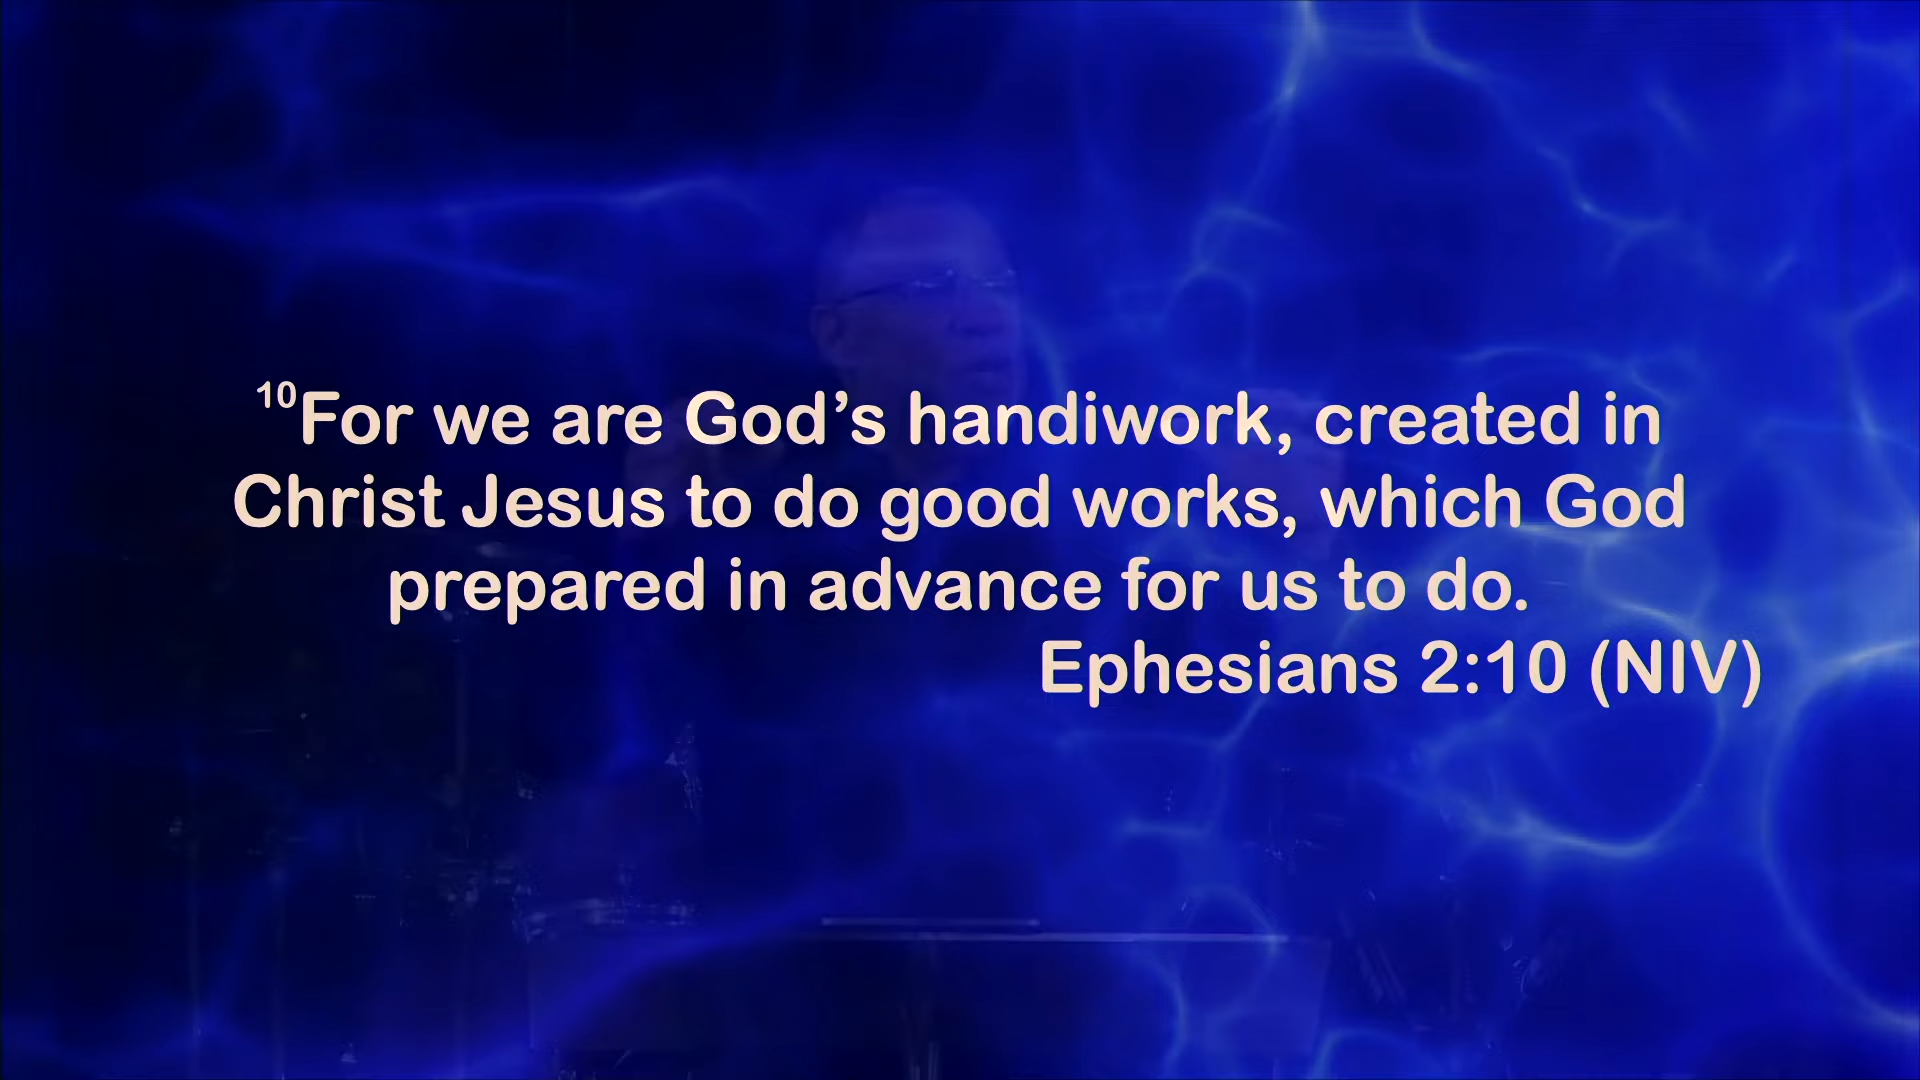 ¹⁰For we are God’s handiwork, created in
Christ Jesus to do good works, which God
prepared in advance for us to do.
Ephesians 2:10 (NIV)